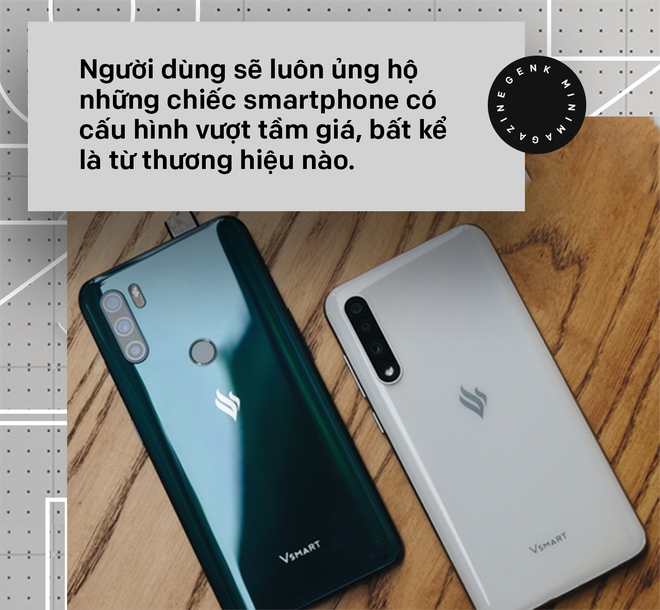 Người dùng sẽ luôn ủng hộ
những chiếc smartphone có
cấu hình vượt tầm giá, bất kể
là từ thương hiệu nào.
GENK MINIMAGAZINE
VSMART
VSMART